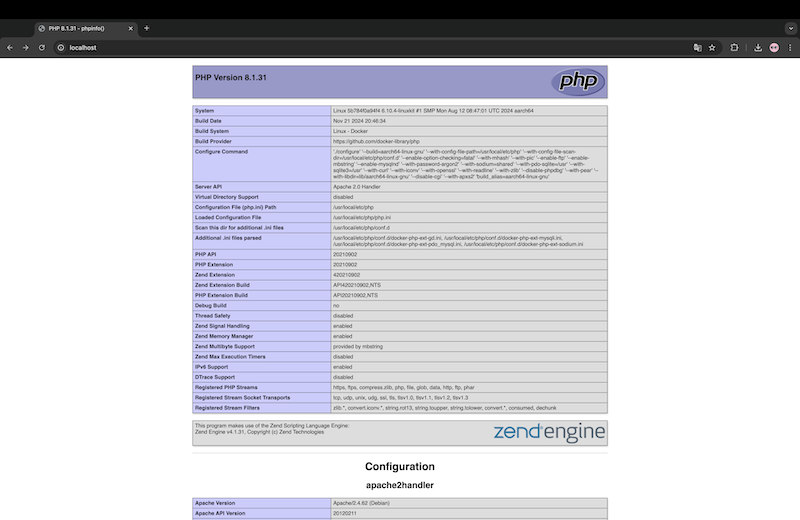 PHP 8.1.31 - phpinfo()
localhost
PHP Version 8.1.31
php
System Linux 5b784f0a94f4 6.10.4-linuxkit #1 SMP Mon Aug 12 08:47:01 UTC 2024 aarch64
Build Date Nov 21 2024 20:46:34
Build System Linux - Docker
Build Provider https://github.com/docker-library/php
Configure Command './configure' '--build=aarch64-linux-gnu' '--with-config-file-path=/usr/local/etc/php' '--with-config-file-scan-
dir=/usr/local/etc/php/conf.d' '--enable-option-checking=fatal' '--with-mhash' '--with-pic' '--enable-ftp' '--enable-
mbstring' '--enable-mysqlnd' '--with-password-argon2' '--with-sodium=shared' '--with-pdo-sqlite=/usr' '--with-
sqlite3=/usr' '--with-curl' '--with-iconv' '--with-openssl' '--with-readline' '--with-zlib' '--disable-phpdbg' '--with-pear' '--
with-libdir=lib/aarch64-linux-gnu' '--disable-cgi' '--with-apxs2' 'build_alias=aarch64-linux-gnu'
Server API Apache 2.0 Handler
Virtual Directory Support disabled
Configuration File (php.ini) Path /usr/local/etc/php
Loaded Configuration File /usr/local/etc/php/php.ini
Scan this dir for additional .ini files /usr/local/etc/php/conf.d
Additional .ini files parsed /usr/local/etc/php/conf.d/docker-php-ext-gd.ini, /usr/local/etc/php/conf.d/docker-php-ext-mysqli.ini,
/usr/local/etc/php/conf.d/docker-php-ext-pdo_mysql.ini, /usr/local/etc/php/conf.d/docker-php-ext-sodium.ini
PHP API 20210902
PHP Extension 20210902
Zend Extension 420210902
Zend Extension Build API420210902,NTS
PHP Extension Build API20210902,NTS
Debug Build no
Thread Safety disabled
Zend Signal Handling enabled
Zend Memory Manager enabled
Zend Multibyte Support provided by mbstring
Zend Max Execution Timers disabled
IPv6 Support enabled
DTrace Support disabled
Registered PHP Streams https, ftps, compress.zlib, php, file, glob, data, http, ftp, phar
Registered Stream Socket Transports tcp, udp, unix, udg, ssl, tls, tlsv1.0, tlsv1.1, tlsv1.2, tlsv1.3
Registered Stream Filters zlib.*, convert.iconv.*, string.rot13, string.toupper, string.tolower, convert.*, consumed, dechunk
This program makes use of the Zend Scripting Language Engine:
Zend Engine v4.1.31, Copyright (c) Zend Technologies
zend engine
Configuration
apache2handler
Apache Version Apache/2.4.62 (Debian)
Apache API Version 20120211